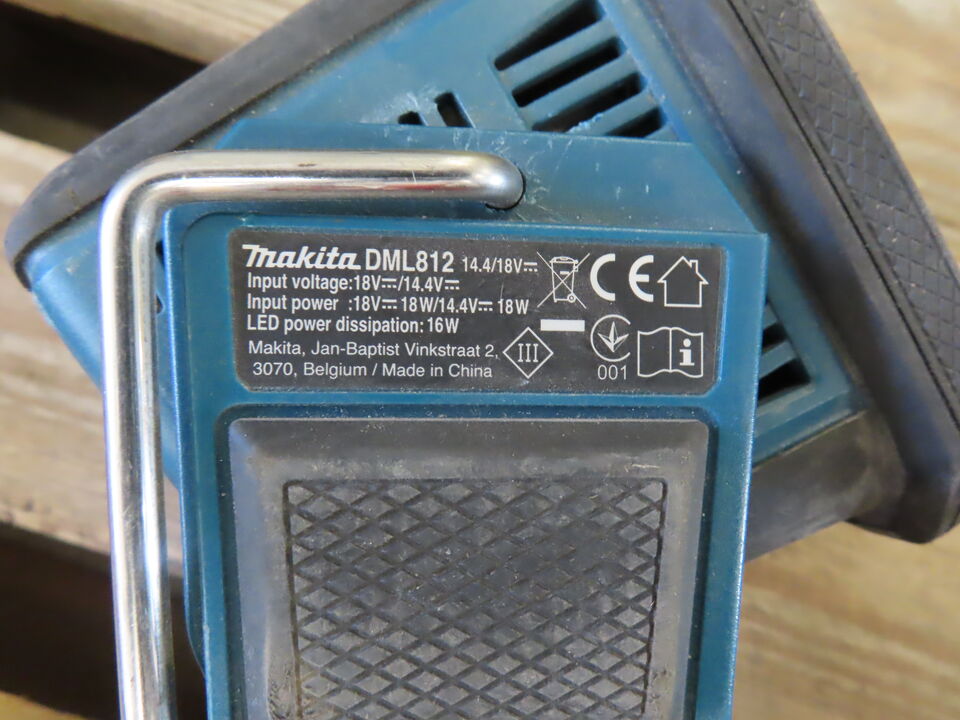 makita DML812 14.4/18V⎓
Input voltage:18V⎓/14.4V⎓
Input power :18V⎓ 18W/14.4V⎓ 18W
LED power dissipation: 16W
Makita, Jan-Baptist Vinkstraat 2,
3070, Belgium / Made in China
CE
III
001
i